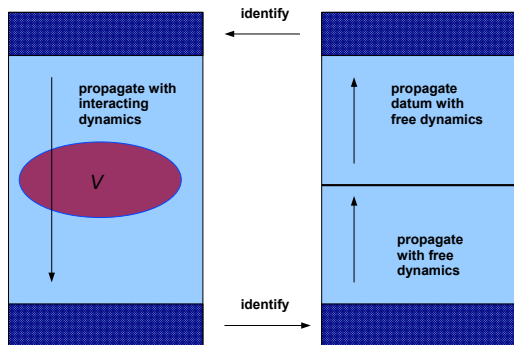 identify
propagate with
interacting
dynamics
V
propagate
datum with
free dynamics
propagate
with free
dynamics
identify